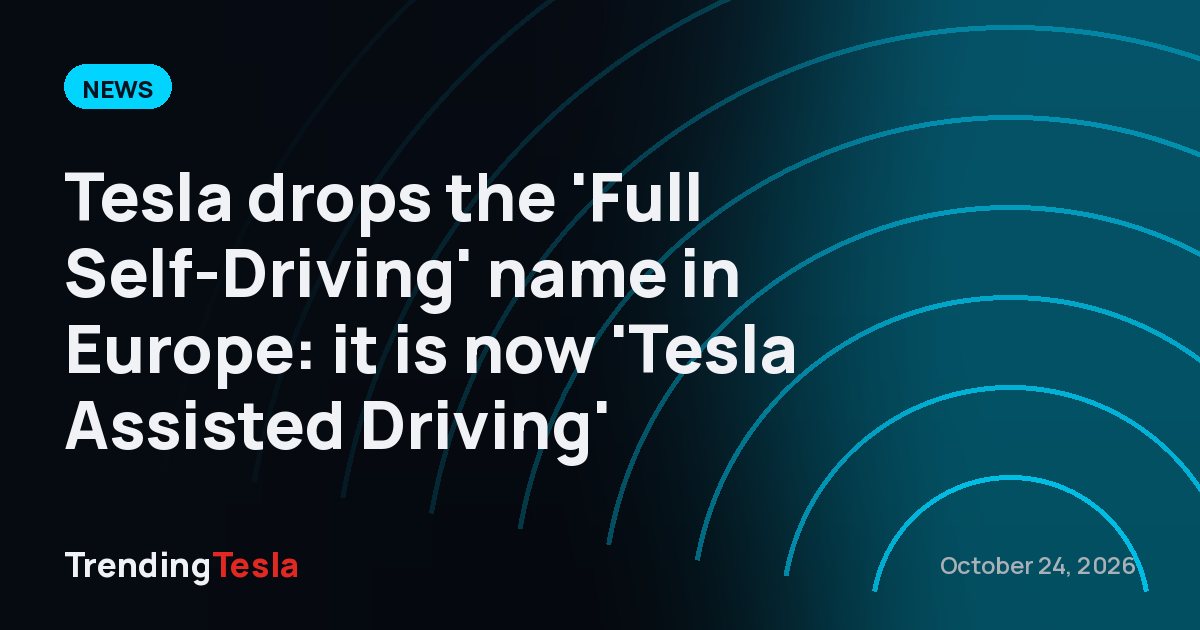 NEWS
Tesla drops the 'Full
Self-Driving' name in
Europe: it is now 'Tesla
Assisted Driving'
TrendingTesla
October 24, 2026